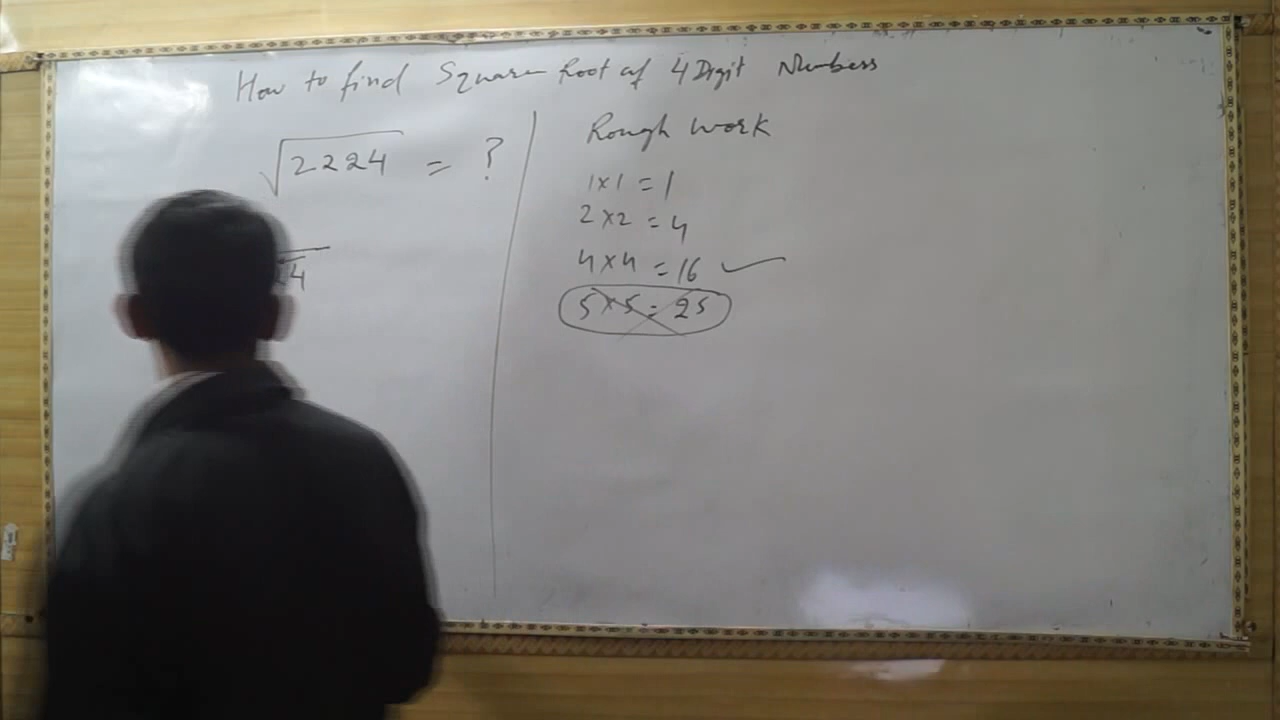 How to find Square Root of 4 Digit Numbers
√2224 = ?
4
Rough work
1×1 = 1
2×2 = 4
4×4 = 16 ✓
5×5 = 25